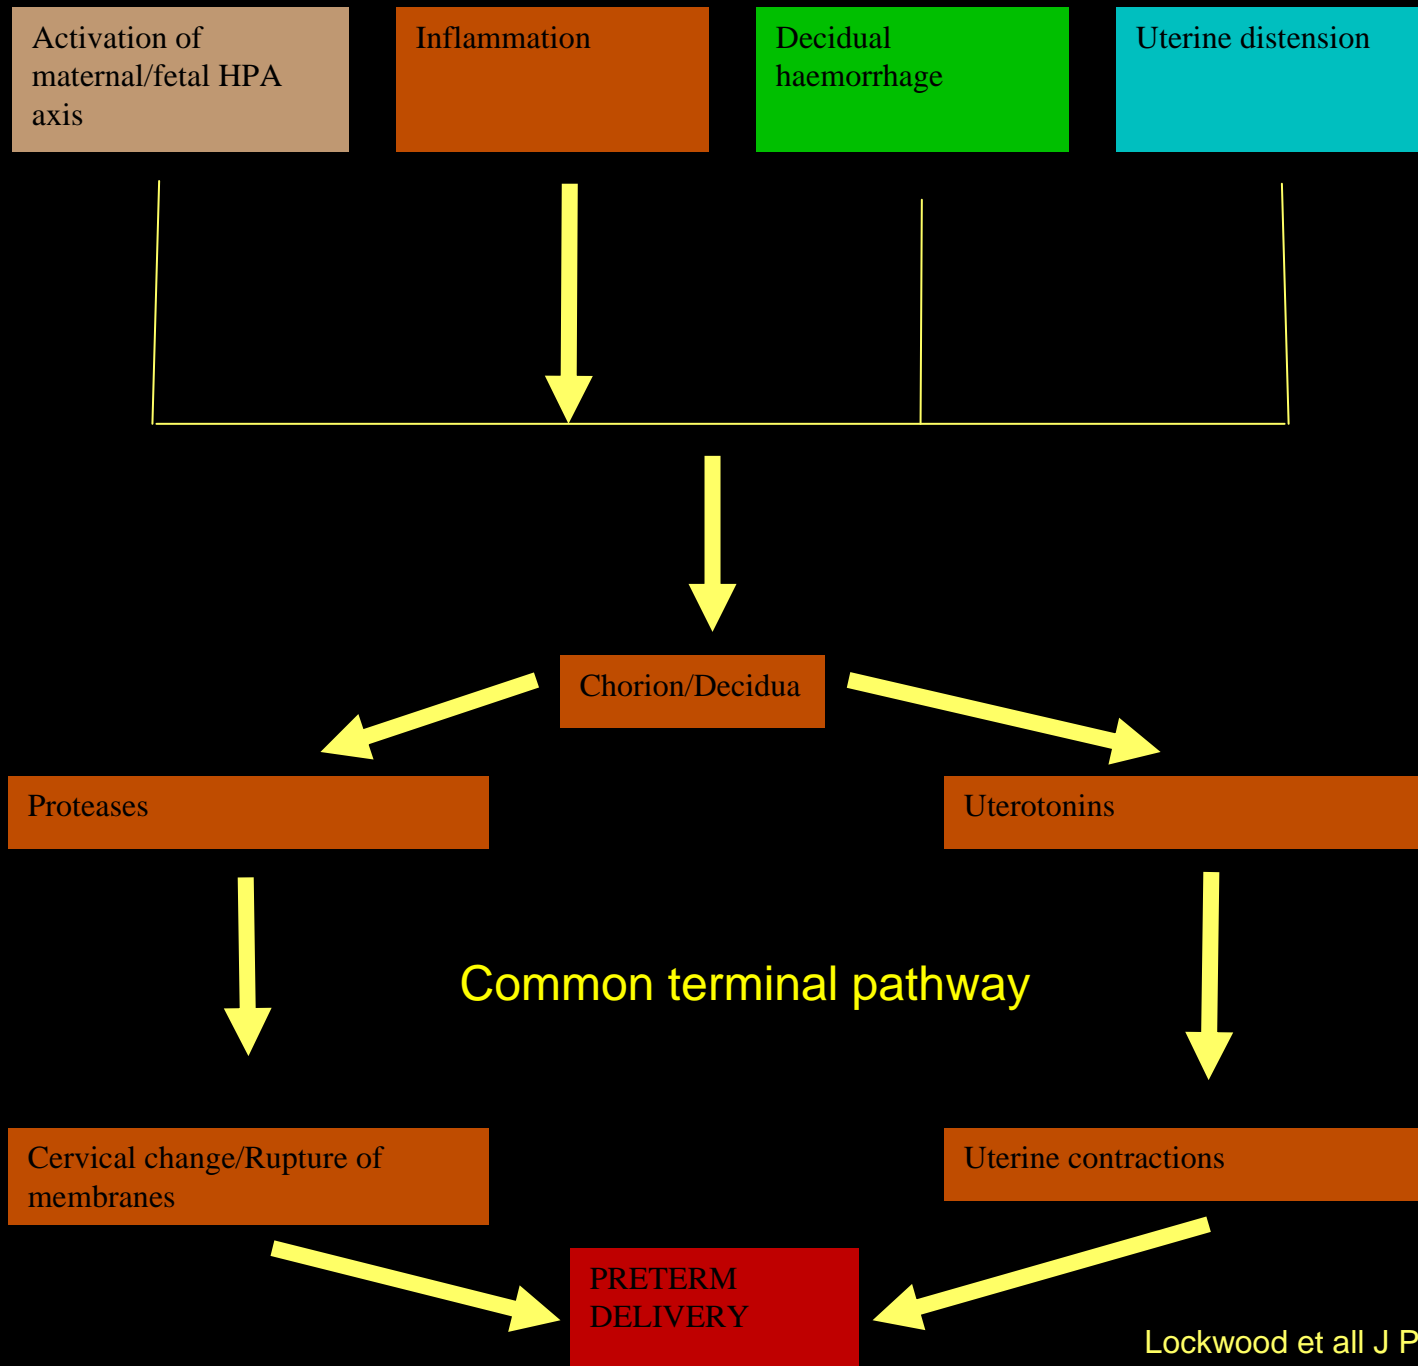 Activation of
maternal/fetal HPA
axis
Inflammation
Decidual
haemorrhage
Uterine distension
Chorion/Decidua
Proteases
Uterotonins
Common terminal pathway
Cervical change/Rupture of
membranes
Uterine contractions
PRETERM
DELIVERY
Lockwood et all J P